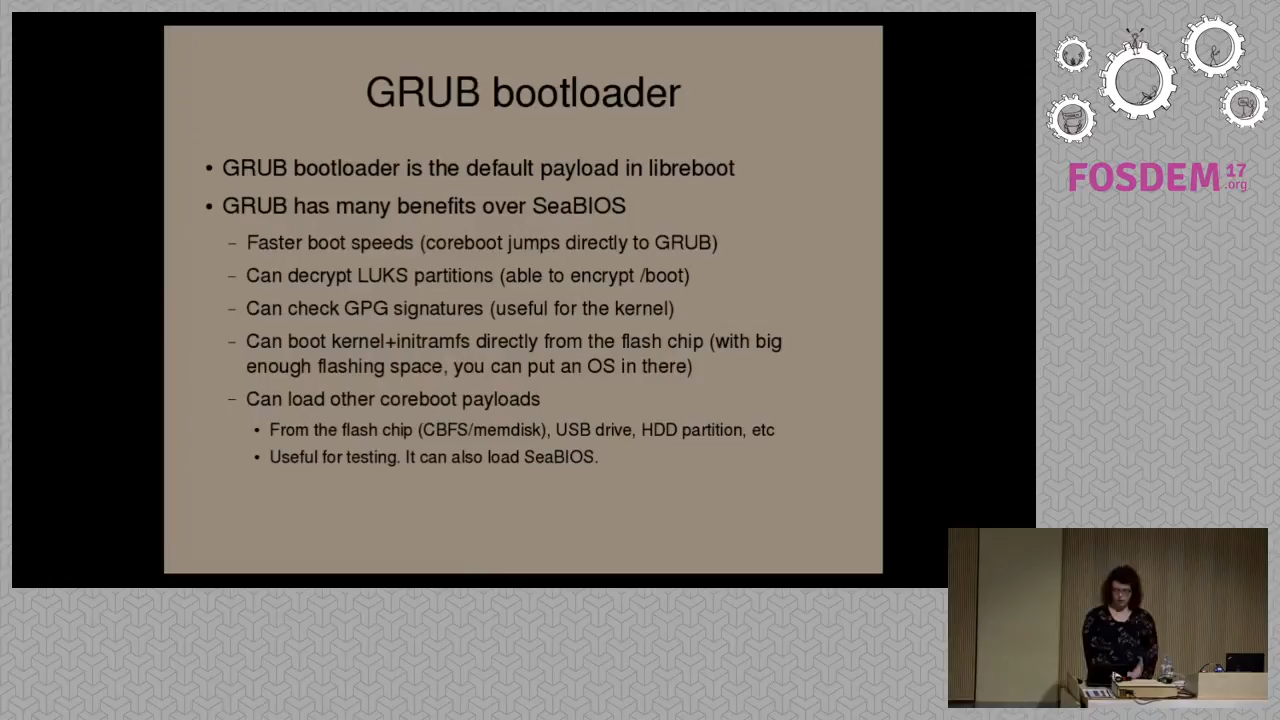 GRUB bootloader
• GRUB bootloader is the default payload in libreboot
• GRUB has many benefits over SeaBIOS
– Faster boot speeds (coreboot jumps directly to GRUB)
– Can decrypt LUKS partitions (able to encrypt /boot)
– Can check GPG signatures (useful for the kernel)
– Can boot kernel+initramfs directly from the flash chip (with big
enough flashing space, you can put an OS in there)
– Can load other coreboot payloads
• From the flash chip (CBFS/memdisk), USB drive, HDD partition, etc
• Useful for testing. It can also load SeaBIOS.
FOSDEM 17
.org